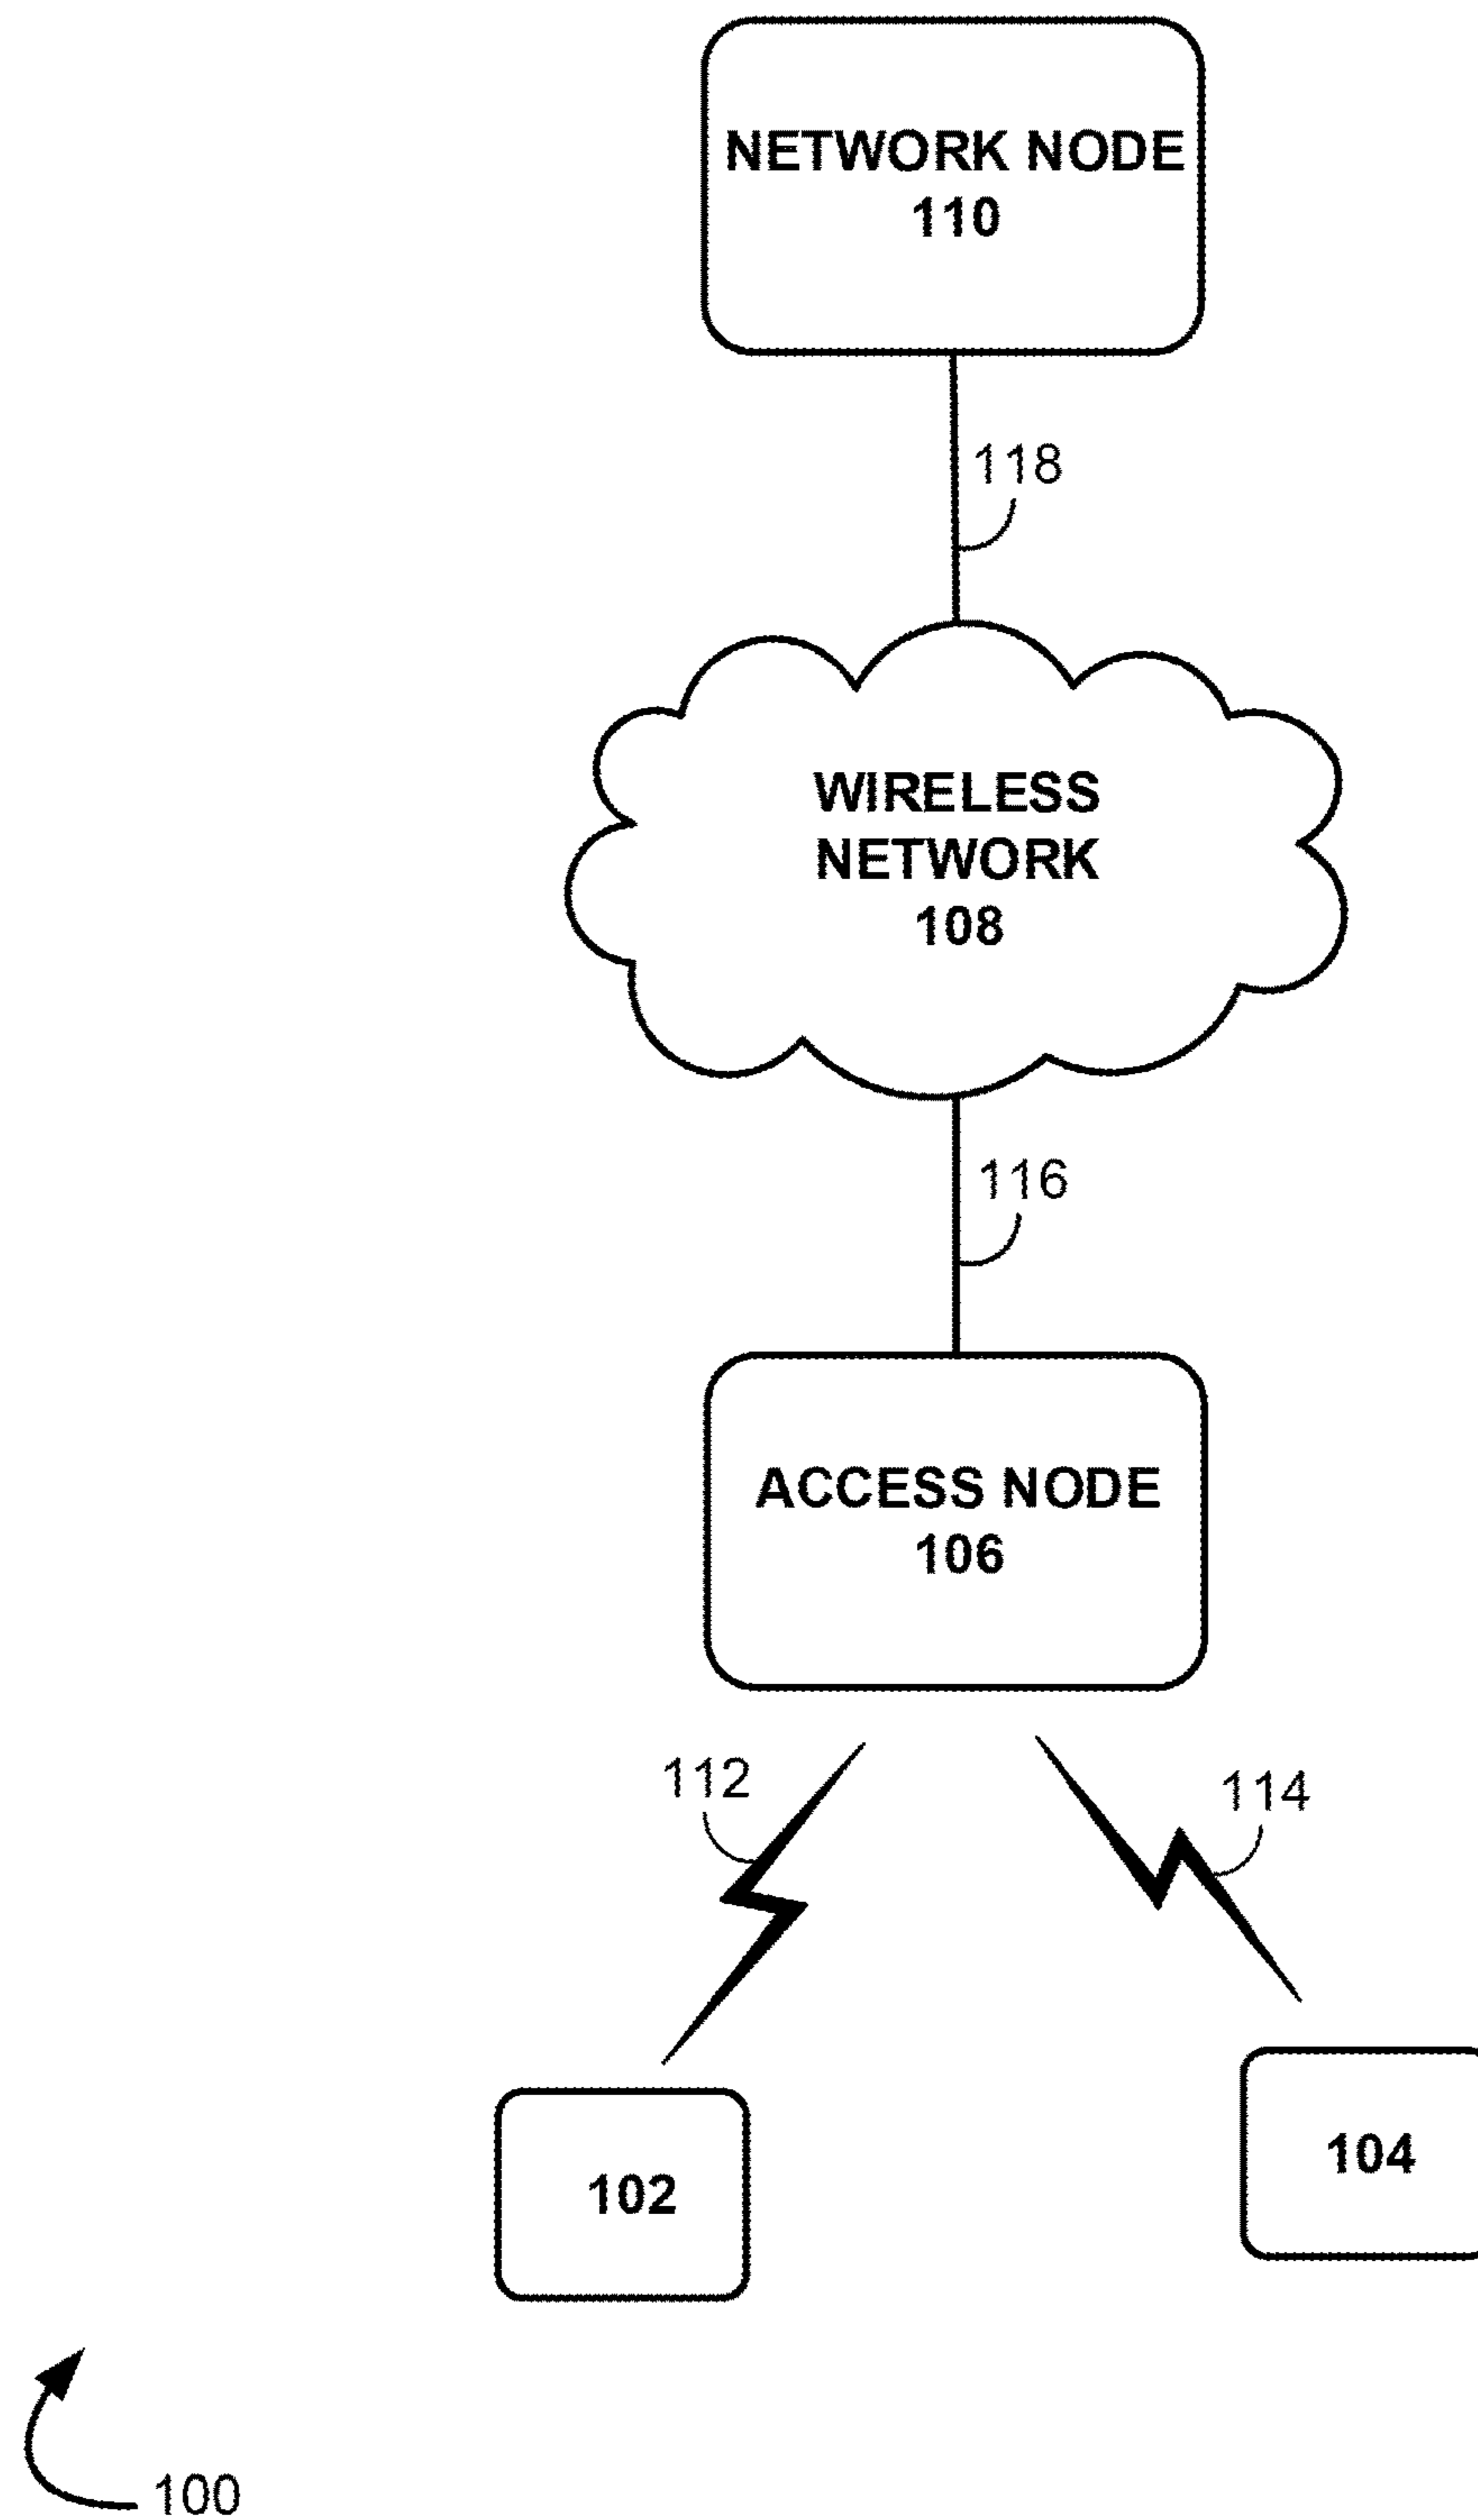 NETWORK NODE
110
118
WIRELESS
NETWORK
108
116
ACCESS NODE
106
112
114
104
102
100